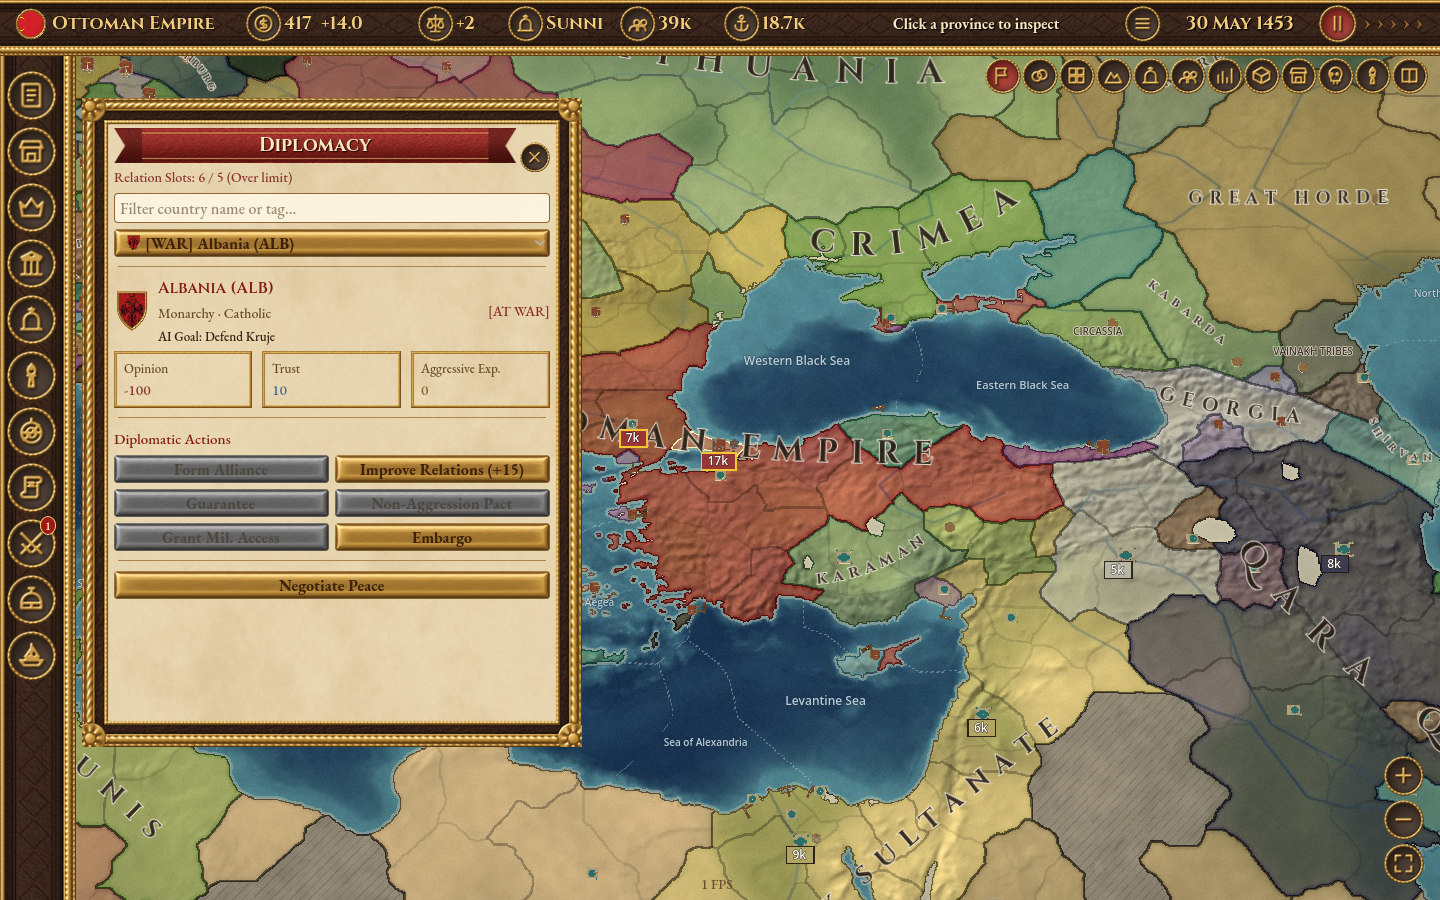 OTTOMAN EMPIRE
417 +14.0
+2
SUNNI
39K
18.7K
Click a province to inspect
30 MAY 1453
DIPLOMACY
Relation Slots: 6 / 5 (Over limit)
Filter country name or tag...
[WAR] Albania (ALB)
ALBANIA (ALB)
Monarchy · Catholic
[AT WAR]
AI Goal: Defend Kruje
Opinion
-100
Trust
10
Aggressive Exp.
0
Diplomatic Actions
Form Alliance
Improve Relations (+15)
Guarantee
Non-Aggression Pact
Grant Mil. Access
Embargo
Negotiate Peace
1
THUANIA
CRIMEA
GREAT HORDE
KABARDA
North
CIRCASSIA
VAINAKH TRIBES
Western Black Sea
Eastern Black Sea
GEORGIA
SHIRVAN
OMAN EMPIRE
7k
17k
KARAMAN
5k
8k
QARA
Aegea
Levantine Sea
Sea of Alexandria
6k
SULTANATE
UNIS
9k
1 FPS